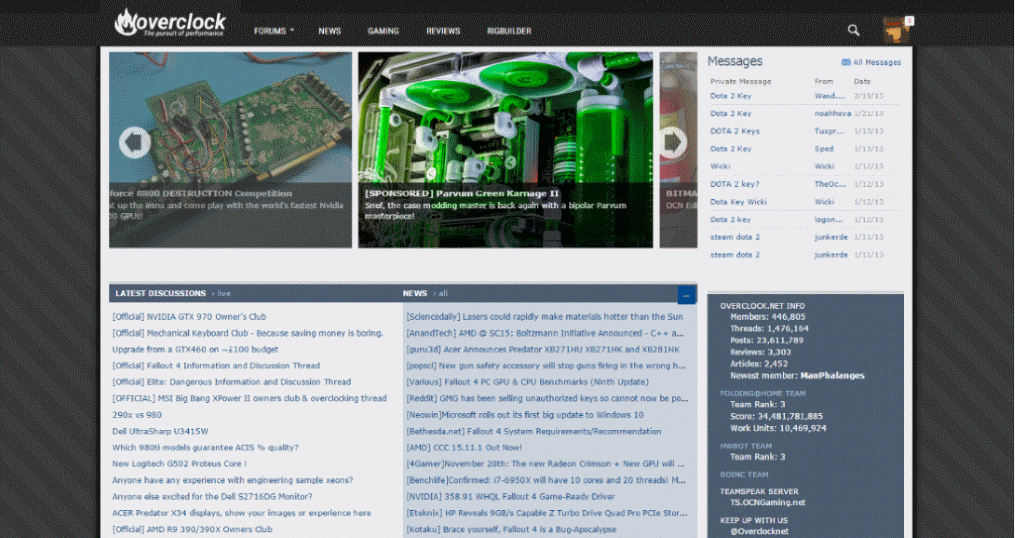 overclock
The pursuit of performance
FORUMS
NEWS
GAMING
REVIEWS
RIGBUILDER
force 8800 DESTRUCTION Competition
t up the irons and come play with the world's fastest Nvidia
00 GPUs!
[SPONSORED] Parvum Green Karnage II
Snef, the case modding master is back again with a bipolar Parvum
masterpiece!
BITMA
OCN Edi
Messages
All Messages
Private Message From Date
Dota 2 Key Wasd.... 2/19/13
Dota 2 Key noahhova 1/21/13
DOTA 2 Keys Tuxpr... 1/13/13
Dota 2 Key Sped 1/13/13
Wicki Wicki 1/12/13
DOTA 2 key? TheOc... 1/12/13
Dota Key Wicki Wicki 1/12/13
Dota 2 key logon... 1/12/13
steam dota 2 junkerde 1/11/13
steam dota 2 junkerde 1/11/13
LATEST DISCUSSIONS › live
[Official] NVIDIA GTX 970 Owner's Club
[Official] Mechanical Keyboard Club - Because saving money is boring.
Upgrade from a GTX460 on ~£100 budget
[Official] Fallout 4 Information and Discussion Thread
[Official] Elite: Dangerous Information and Discussion Thread
[OFFICIAL] MSI Big Bang XPower II owners club & overclocking thread
290x vs 980
Dell UltraSharp U3415W
Which 980ti models guarantee ACIS % quality?
New Logitech G502 Proteus Core !
Anyone have any experience with engineering sample xeons?
Anyone else excited for the Dell S2716DG Monitor?
ACER Predator X34 displays, show your images or experience here
[Official] AMD R9 390/390X Owners Club
NEWS › all
[Sciencedaily] Lasers could rapidly make materials hotter than the Sun
[AnandTech] AMD @ SC15: Boltzmann Initiative Announced - C++ a...
[guru3d] Acer Announces Predator XB271HU XB271HK and XB281HK
[popsci] New gun safety accessory will stop guns firing in the wrong h...
[Various] Fallout 4 PC GPU & CPU Benchmarks (Ninth Update)
[Reddit] GMG has been selling unauthorized keys so cannot now be po...
[Neowin]Microsoft rolls out its first big update to Windows 10
[Bethesda.net] Fallout 4 System Requirements/Recommendation
[AMD] CCC 15.11.1 Out Now!
[4Gamer]November 20th: The new Radeon Crimson + New GPU will ...
[Benchlife]Confirmed: i7-6950X will have 10 cores and 20 threads! M...
[NVIDIA] 358.91 WHQL Fallout 4 Game-Ready Driver
[Eteknix] HP Reveals 9GB/s Capable Z Turbo Drive Quad Pro PCIe Stor...
[Kotaku] Brace yourself, Fallout 4 is a Bug-Apocalypse
OVERCLOCK.NET INFO
Members: 446,805
Threads: 1,476,164
Posts: 23,611,789
Reviews: 3,303
Articles: 2,452
Newest member: ManPhalanges
FOLDING@HOME TEAM
Team Rank: 3
Score: 34,481,781,885
Work Units: 10,469,924
HWBOT TEAM
Team Rank: 3
BOINC TEAM
TEAMSPEAK SERVER
TS.OCNGaming.net
KEEP UP WITH US
@Overclocknet